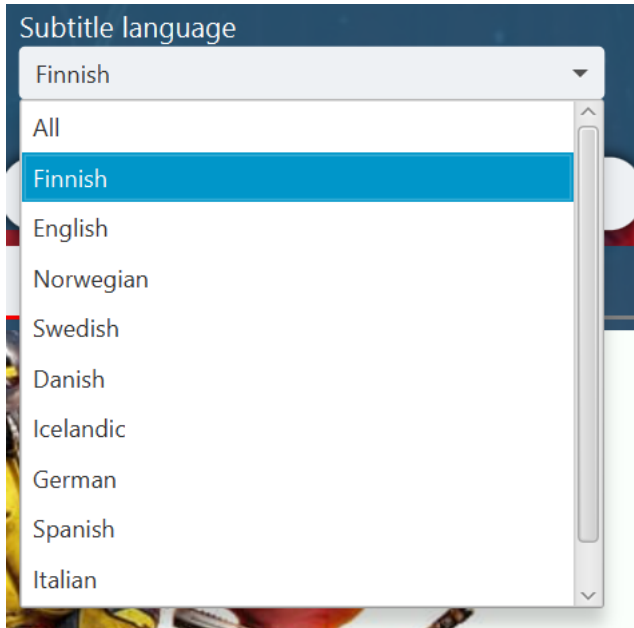 Subtitle language
Finnish
All
Finnish
English
Norwegian
Swedish
Danish
Icelandic
German
Spanish
Italian